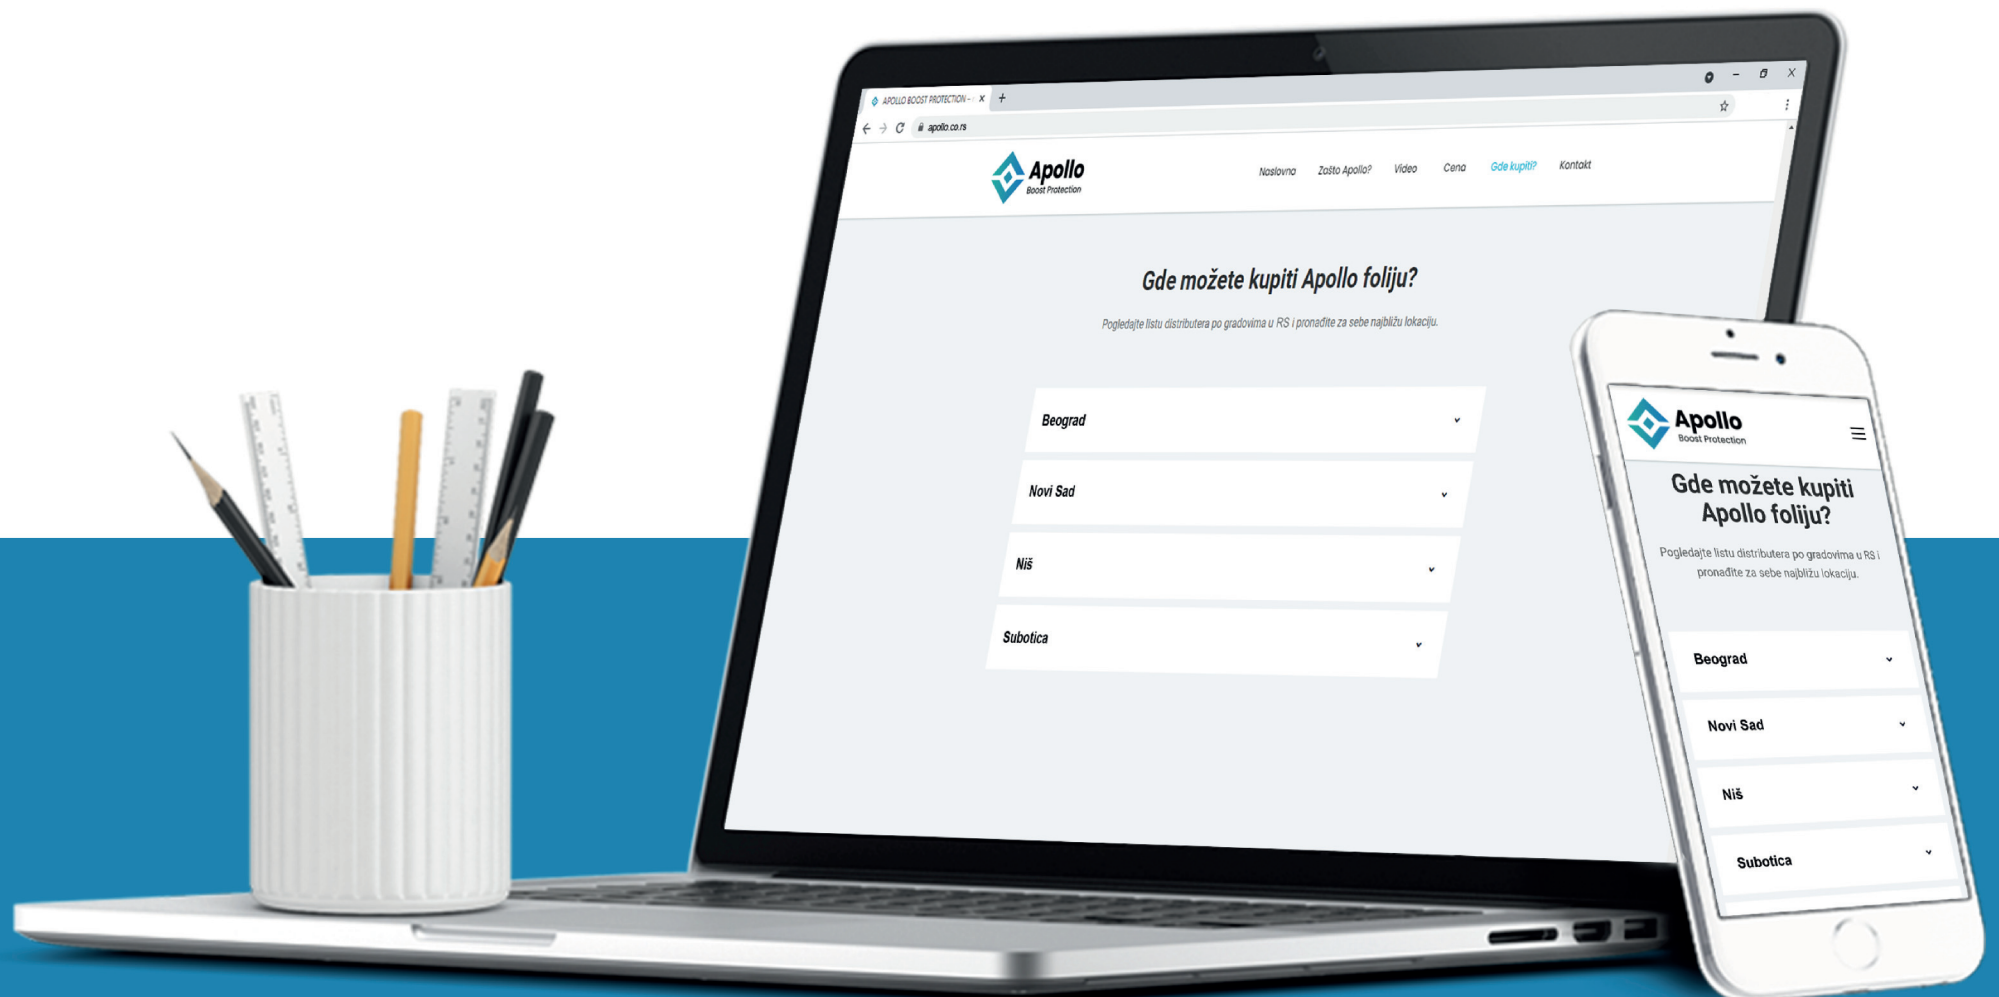 APOLLO BOOST PROTECTION –
apollo.co.rs
Apollo
Boost Protection
Naslovna Zašto Apollo? Video Cena Gde kupiti? Kontakt
Gde možete kupiti Apollo foliju?
Pogledajte listu distributera po gradovima u RS i pronađite za sebe najbližu lokaciju.
Beograd
Novi Sad
Niš
Subotica
Apollo
Boost Protection
Gde možete kupiti
Apollo foliju?
Pogledajte listu distributera po gradovima u RS i
pronađite za sebe najbližu lokaciju.
Beograd
Novi Sad
Niš
Subotica